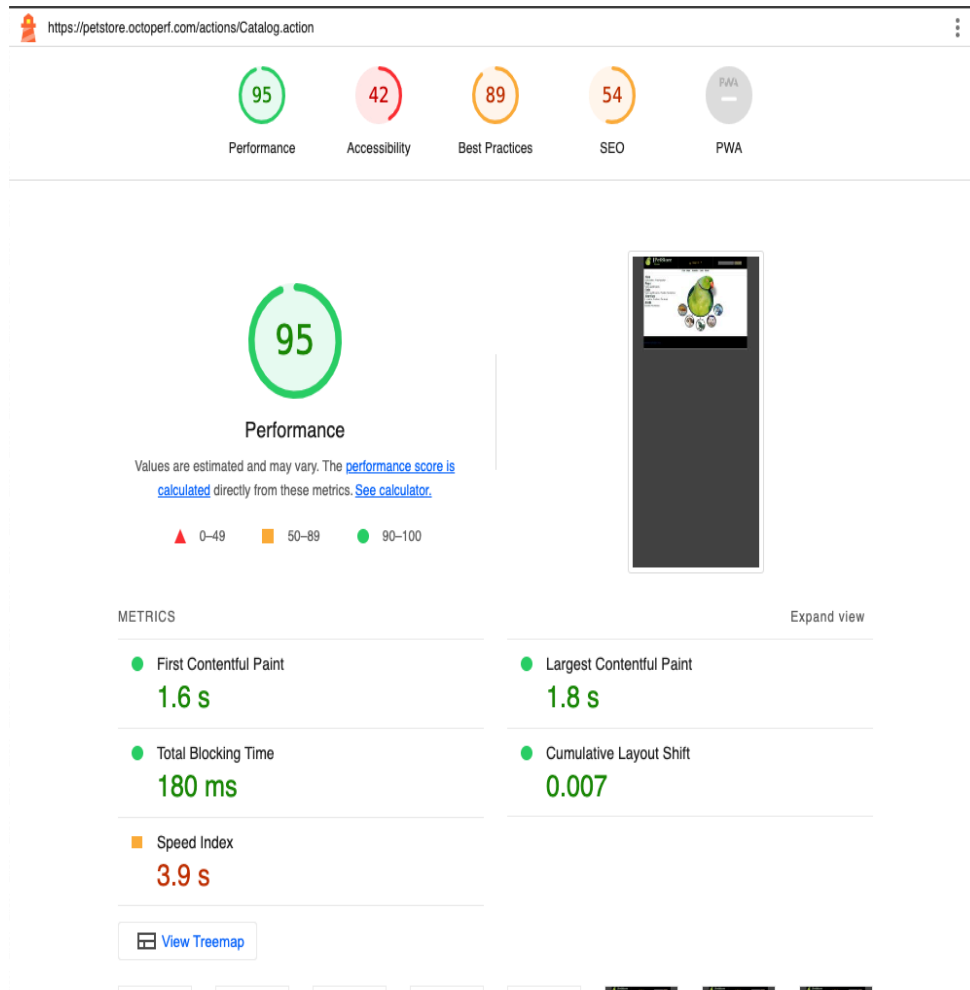 https://petstore.octoperf.com/actions/Catalog.action
95
42
89
54
PWA
Performance
Accessibility
Best Practices
SEO
PWA
95
Performance
Values are estimated and may vary. The performance score is
calculated directly from these metrics. See calculator.
0–49
50–89
90–100
METRICS
Expand view
First Contentful Paint
1.6 s
Largest Contentful Paint
1.8 s
Total Blocking Time
180 ms
Cumulative Layout Shift
0.007
Speed Index
3.9 s
View Treemap